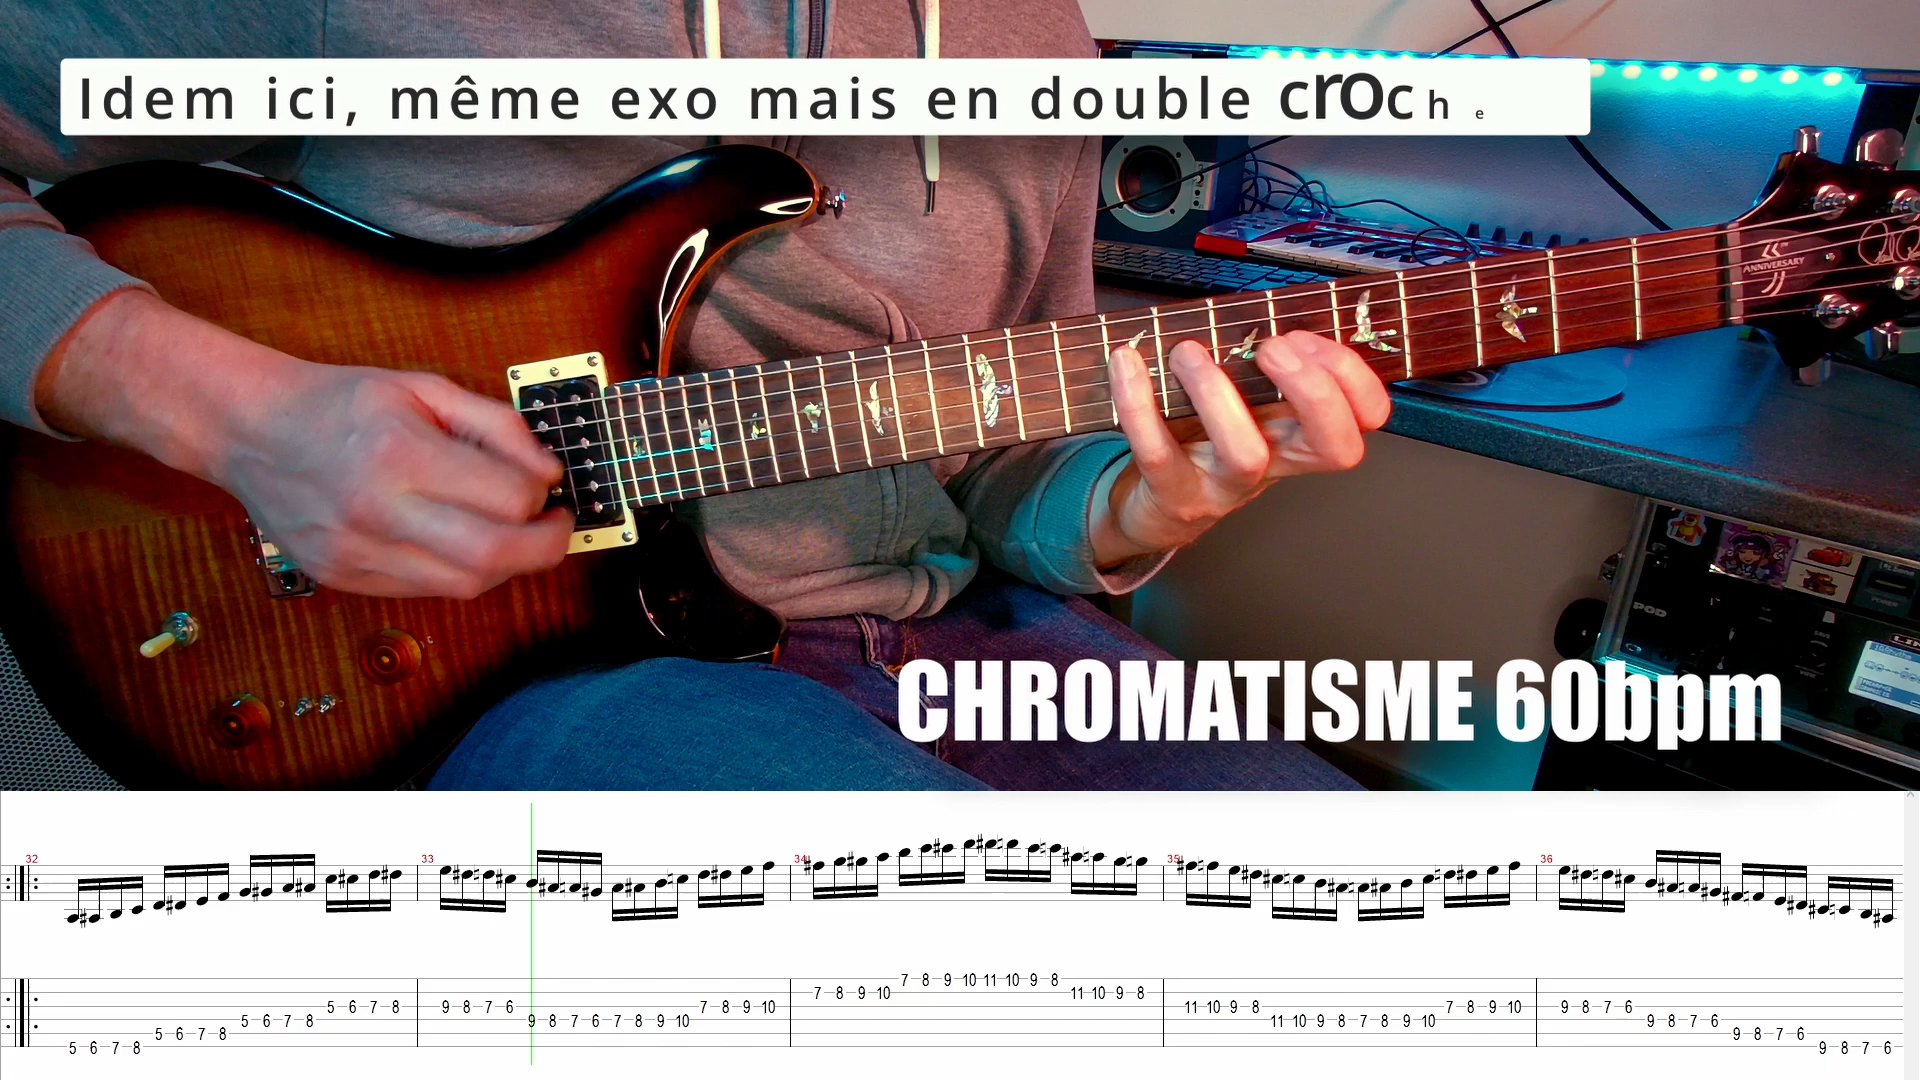 Idem ici, même exo mais en double croche
ANNIVERSARY
POD
CHROMATISME 60bpm
32 33 34 35 36
7 8 9 10 11 10 9 8
7 8 9 10 11 10 9 8
5 6 7 8 9 8 7 6 7 8 9 10 11 10 9 8 7 8 9 10 9 8 7 6
5 6 7 8 9 8 7 6 7 8 9 10 11 10 9 8 7 8 9 10 9 8 7 6
5 6 7 8 9 8 7 6
5 6 7 8 9 8 7 6